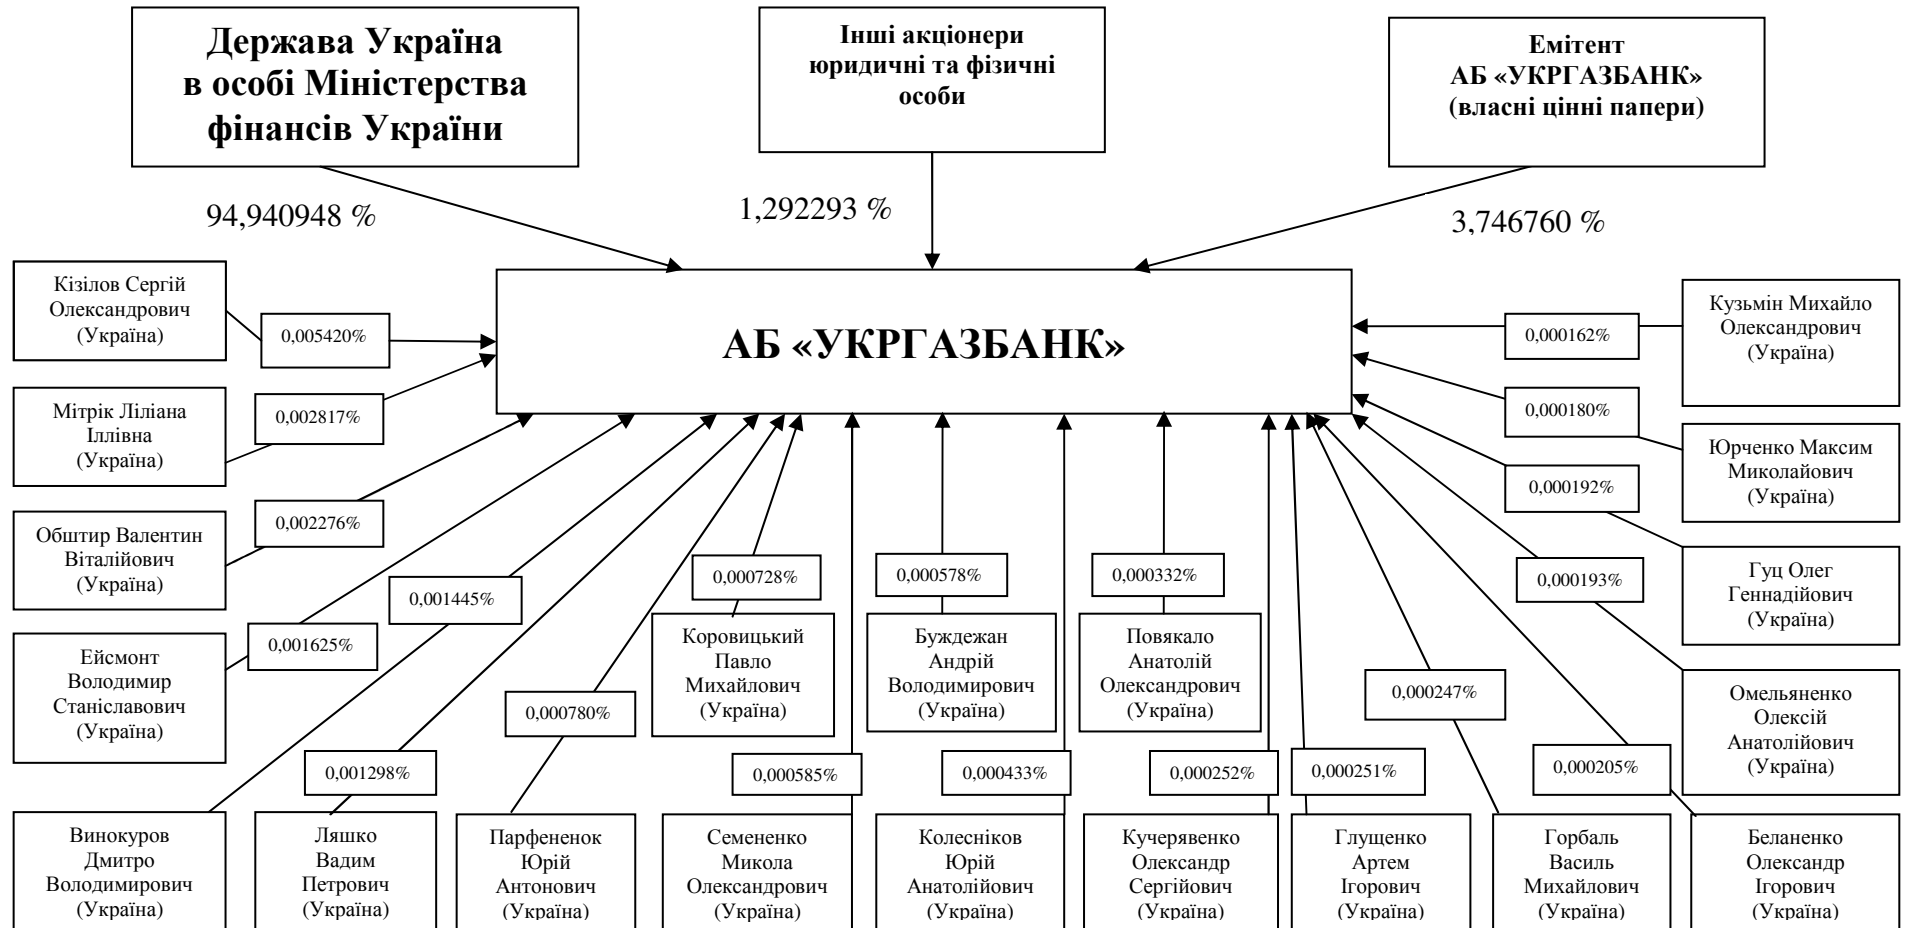 Держава Україна
в особі Міністерства
фінансів України
Інші акціонери
юридичні та фізичні
особи
Емітент
АБ «УКРГАЗБАНК»
(власні цінні папери)
94,940948 %
1,292293 %
3,746760 %
АБ «УКРГАЗБАНК»
Кізілов Сергій
Олександрович
(Україна)
0,005420%
Мітрік Ліліана
Іллівна
(Україна)
0,002817%
Обштир Валентин
Віталійович
(Україна)
0,002276%
Ейсмонт
Володимир
Станіславович
(Україна)
0,001625%
Винокуров
Дмитро
Володимирович
(Україна)
0,001445%
Ляшко
Вадим
Петрович
(Україна)
0,001298%
Парфененок
Юрій
Антонович
(Україна)
0,000780%
Коровицький
Павло
Михайлович
(Україна)
0,000728%
Семененко
Микола
Олександрович
(Україна)
0,000585%
Буждежан
Андрій
Володимирович
(Україна)
0,000578%
Колесніков
Юрій
Анатолійович
(Україна)
0,000433%
Повякало
Анатолій
Олександрович
(Україна)
0,000332%
Кучерявенко
Олександр
Сергійович
(Україна)
0,000252%
Глущенко
Артем
Ігорович
(Україна)
0,000251%
Горбаль
Василь
Михайлович
(Україна)
0,000247%
Беланенко
Олександр
Ігорович
(Україна)
0,000205%
Омельяненко
Олексій
Анатолійович
(Україна)
0,000193%
Гуц Олег
Геннадійович
(Україна)
0,000192%
Юрченко Максим
Миколайович
(Україна)
0,000180%
Кузьмін Михайло
Олександрович
(Україна)
0,000162%